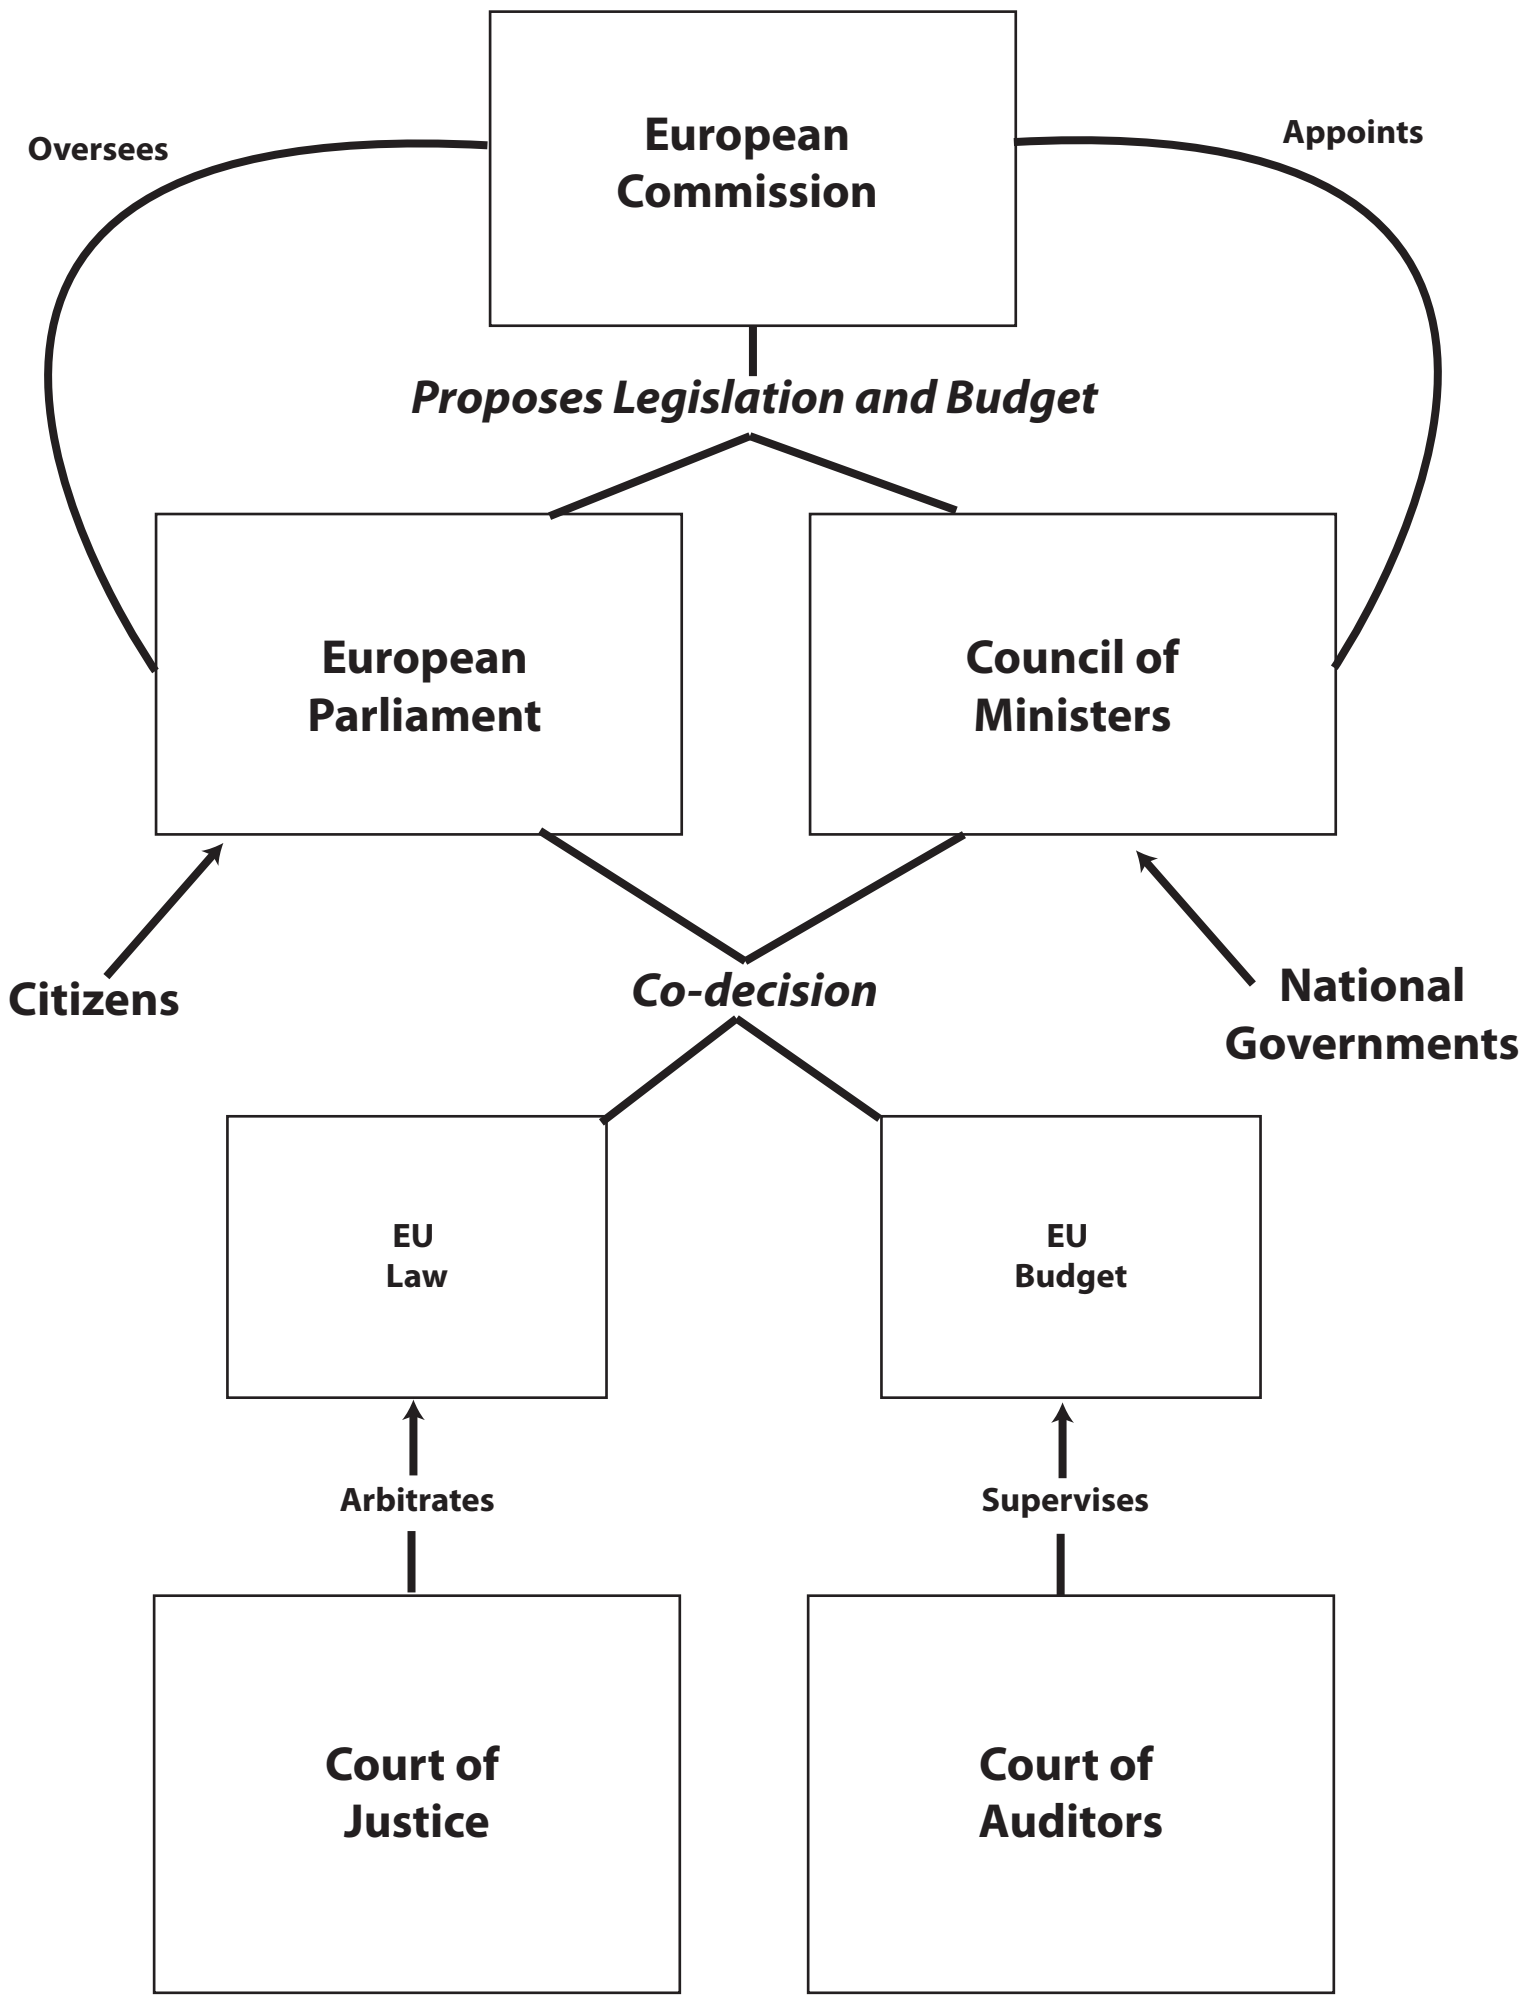 European
Commission
Oversees
Appoints
Proposes Legislation and Budget
European
Parliament
Council of
Ministers
Citizens
Co-decision
National
Governments
EU
Law
EU
Budget
Arbitrates
Supervises
Court of
Justice
Court of
Auditors